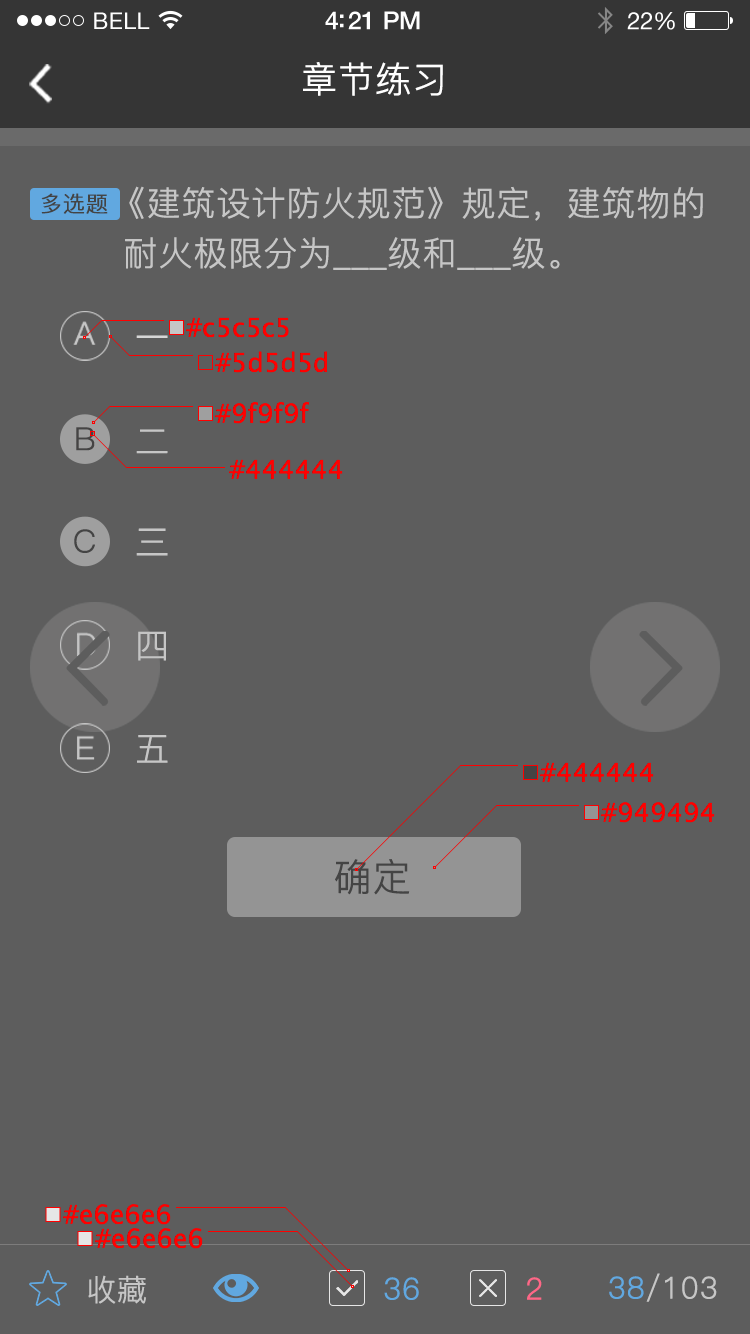 BELL 4:21 PM 22%
章节练习
多选题《建筑设计防火规范》规定，建筑物的
耐火极限分为___级和___级。
A 一 #c5c5c5
#5d5d5d
#9f9f9f
B 二
#444444
C 三
D 四
E 五
#444444
#949494
确定
#e6e6e6
#e6e6e6
收藏 36 2 38/103